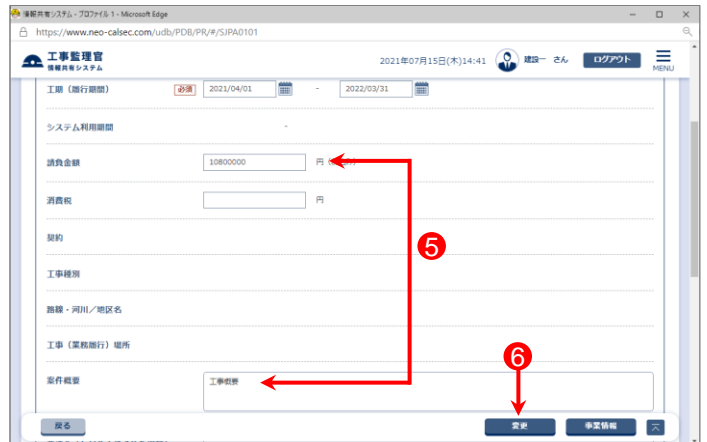 情報共有システム - プロファイル 1 - Microsoft Edge
https://www.neo-calsec.com/udb/PDB/PR/#/SJPA0101
工事監理官
情報共有システム
2021年07月15日(木)14:41 建設一 さん ログアウト MENU
工期（履行期間） 必須 2021/04/01 - 2022/03/31
システム利用期間 -
請負金額 10800000 円
消費税 円
契約
5
工事種別
路線・河川／地区名
工事（業務履行）場所
6
案件概要 工事概要
戻る 変更 事業情報